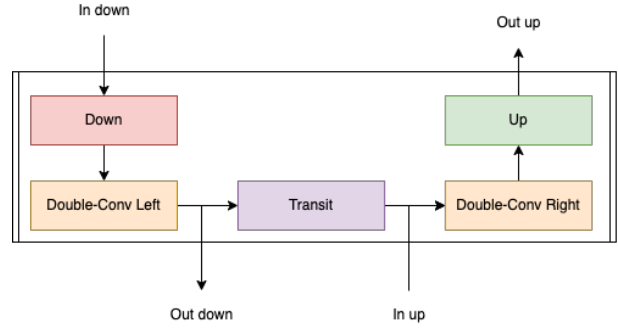 In down
Out up
Down
Up
Double-Conv Left
Transit
Double-Conv Right
Out down
In up